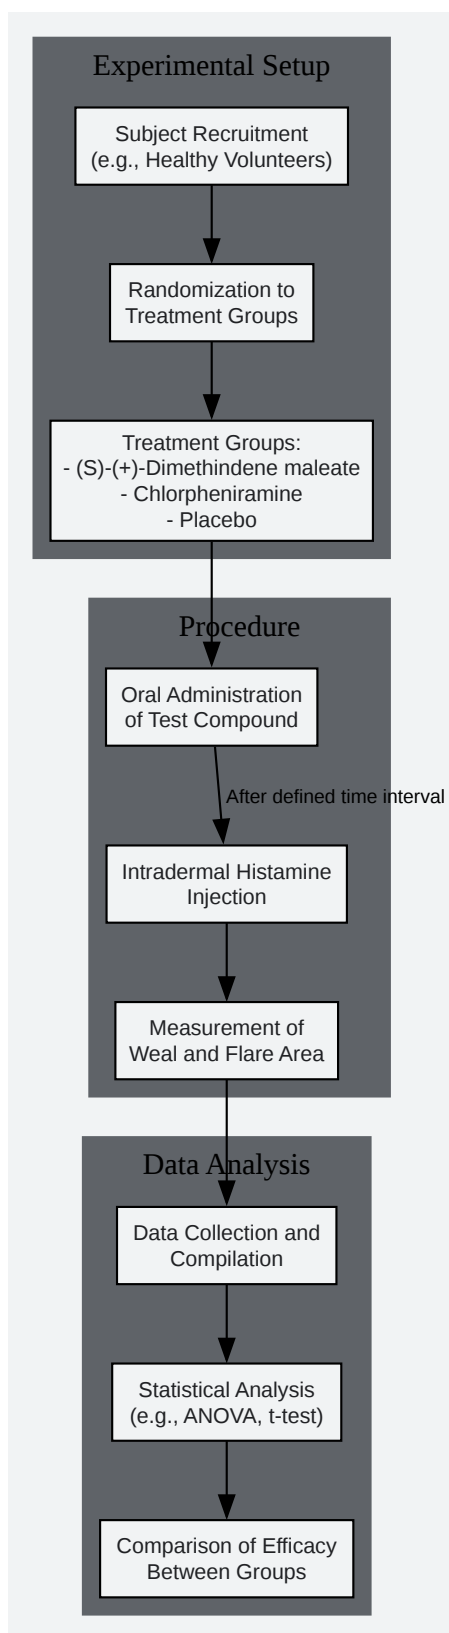 Experimental Setup
Subject Recruitment
(e.g., Healthy Volunteers)
Randomization to
Treatment Groups
Treatment Groups:
- (S)-(+)-Dimethindene maleate
- Chlorpheniramine
- Placebo
Procedure
Oral Administration
of Test Compound
After defined time interval
Intradermal Histamine
Injection
Measurement of
Weal and Flare Area
Data Analysis
Data Collection and
Compilation
Statistical Analysis
(e.g., ANOVA, t-test)
Comparison of Efficacy
Between Groups